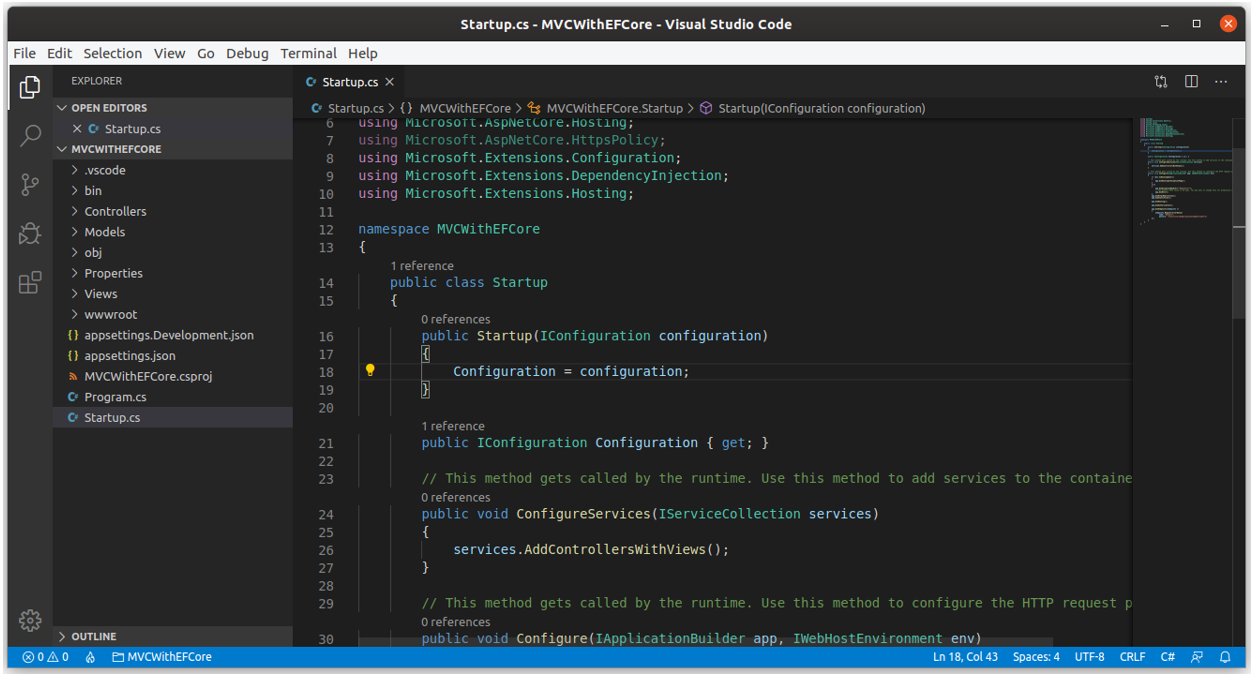 Startup.cs - MVCWithEFCore - Visual Studio Code
File Edit Selection View Go Debug Terminal Help
EXPLORER
OPEN EDITORS
Startup.cs
MVCWITHEFCORE
.vscode
bin
Controllers
Models
obj
Properties
Views
wwwroot
appsettings.Development.json
appsettings.json
MVCWithEFCore.csproj
Program.cs
Startup.cs
OUTLINE
Startup.cs
Startup.cs > {} MVCWithEFCore > MVCWithEFCore.Startup > Startup(IConfiguration configuration)
6 using Microsoft.AspNetCore.Hosting;
7 using Microsoft.AspNetCore.HttpsPolicy;
8 using Microsoft.Extensions.Configuration;
9 using Microsoft.Extensions.DependencyInjection;
10 using Microsoft.Extensions.Hosting;
11
12 namespace MVCWithEFCore
13 {
1 reference
14 public class Startup
15 {
0 references
16 public Startup(IConfiguration configuration)
17 {
18 Configuration = configuration;
19 }
20
1 reference
21 public IConfiguration Configuration { get; }
22
23 // This method gets called by the runtime. Use this method to add services to the containe
0 references
24 public void ConfigureServices(IServiceCollection services)
25 {
26 services.AddControllersWithViews();
27 }
28
29 // This method gets called by the runtime. Use this method to configure the HTTP request p
0 references
30 public void Configure(IApplicationBuilder app, IWebHostEnvironment env)
0 0 MVCWithEFCore Ln 18, Col 43 Spaces: 4 UTF-8 CRLF C#